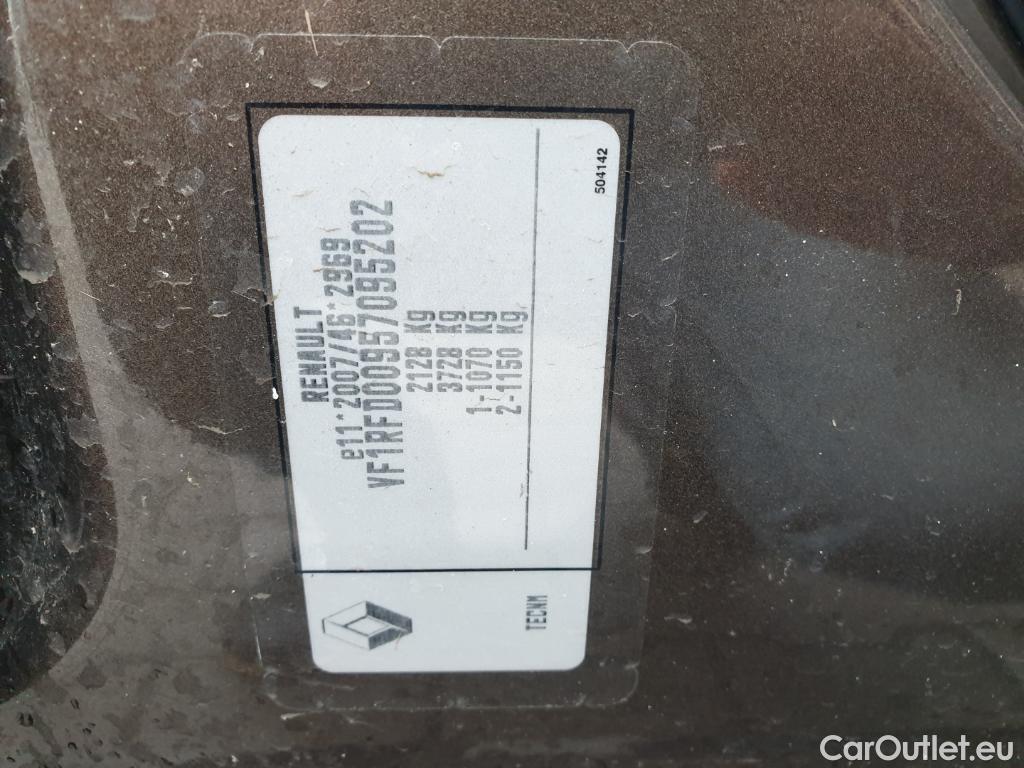 RENAULT
e11*2007/46*2969
VF1RFD00957095202
2128 Kg
3728 Kg
1-1070 Kg
2-1150 Kg
504142
TECNM
CarOutlet.eu